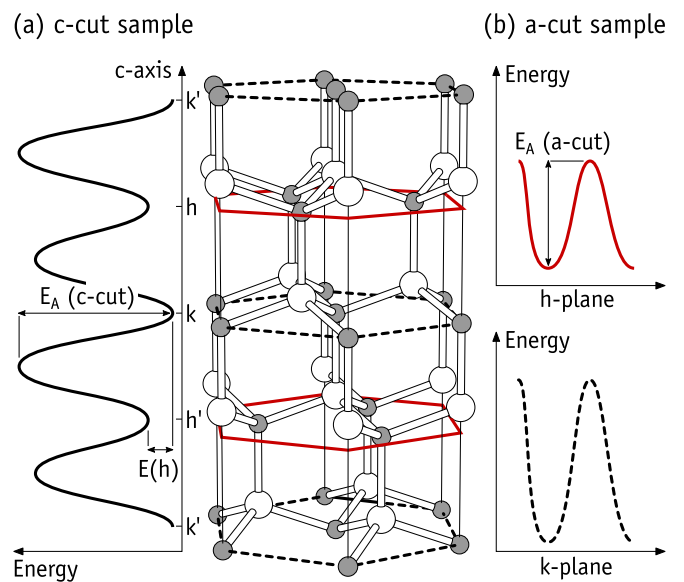 (a) c-cut sample
(b) a-cut sample
c-axis
k'
h
E_A (c-cut)
k
h'
E(h)
k'
Energy
Energy
E_A (a-cut)
h-plane
Energy
k-plane